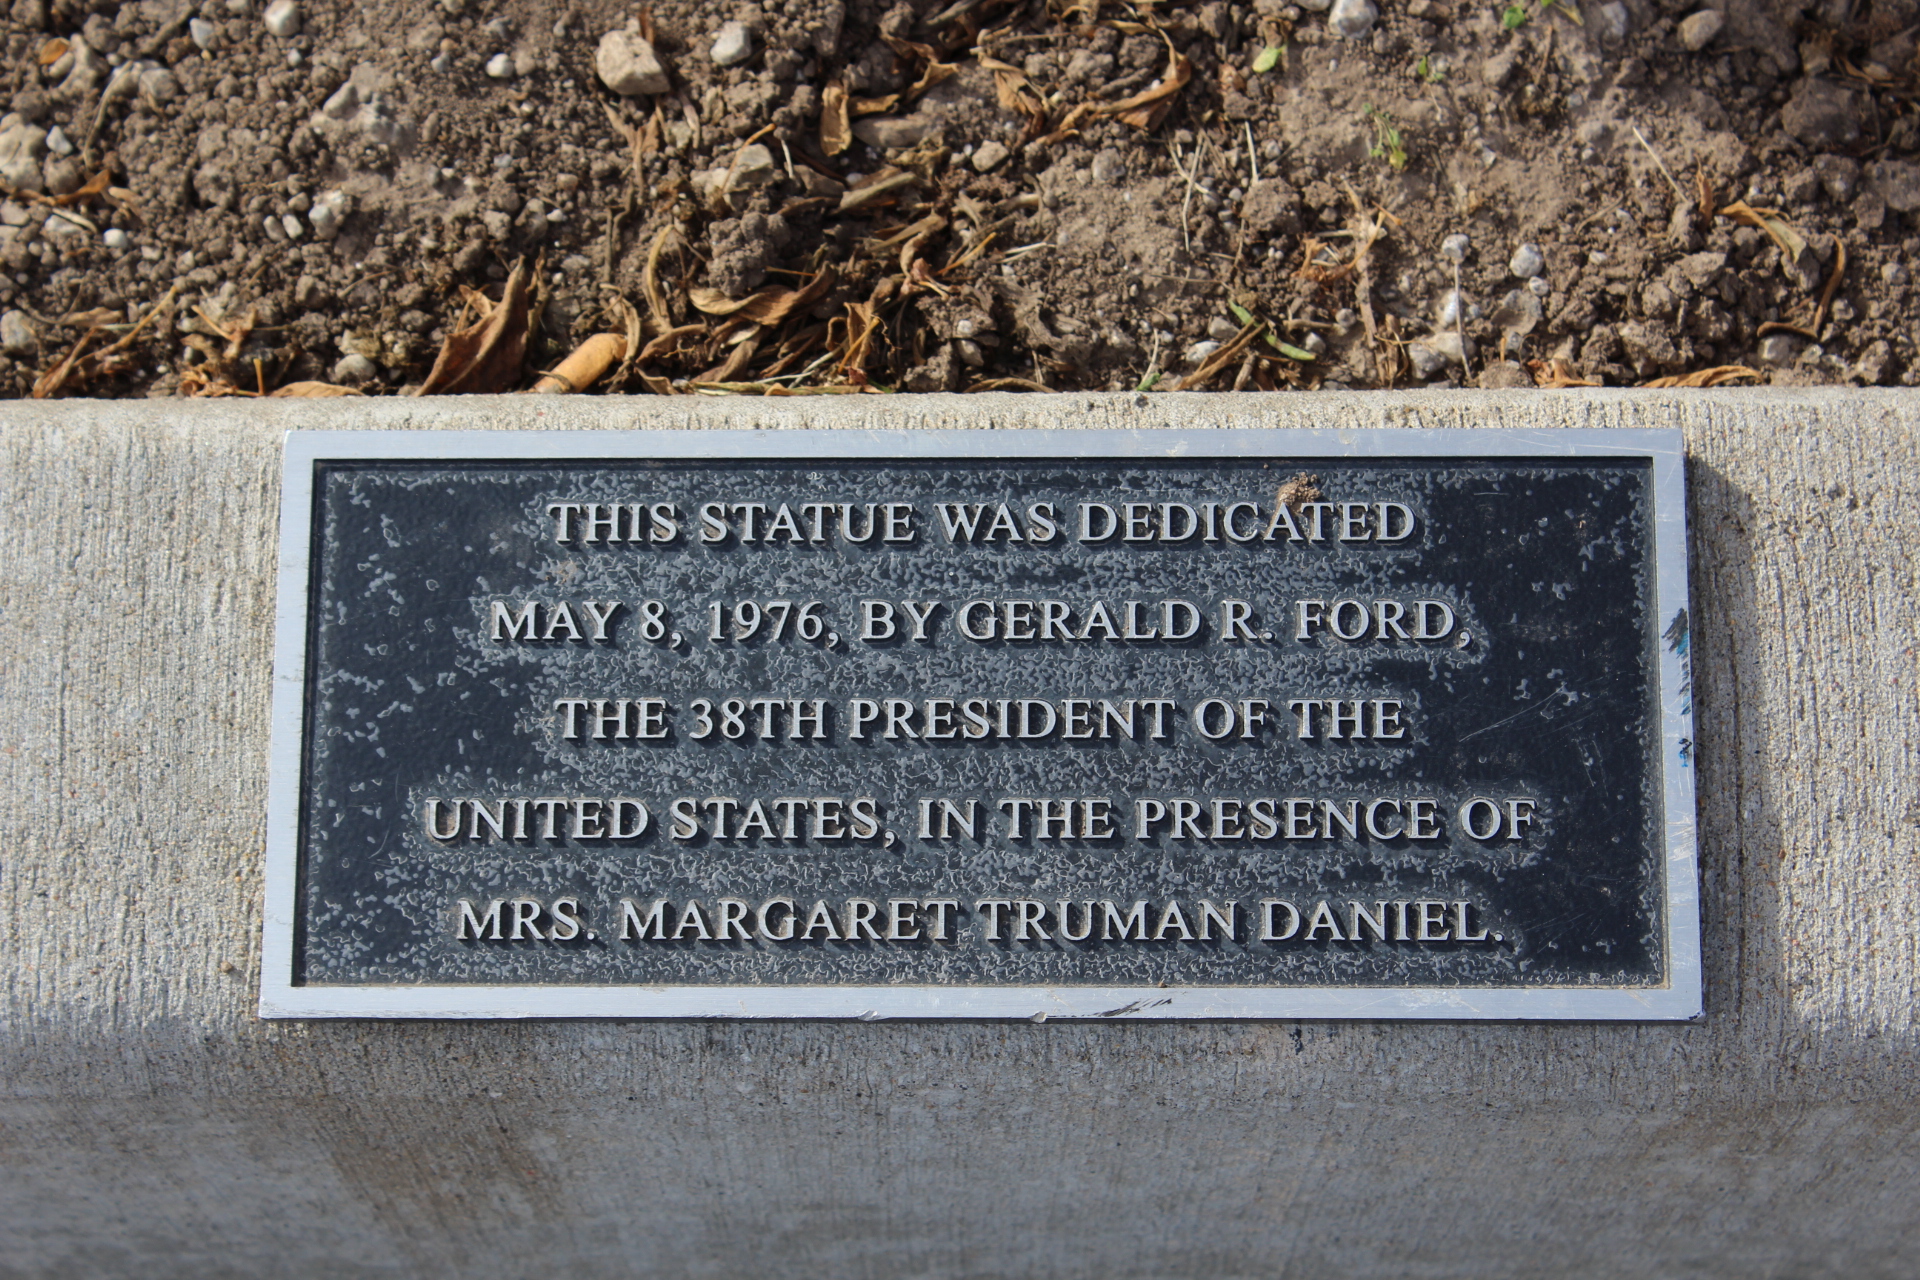 THIS STATUE WAS DEDICATED
MAY 8, 1976, BY GERALD R. FORD,
THE 38TH PRESIDENT OF THE
UNITED STATES, IN THE PRESENCE OF
MRS. MARGARET TRUMAN DANIEL.